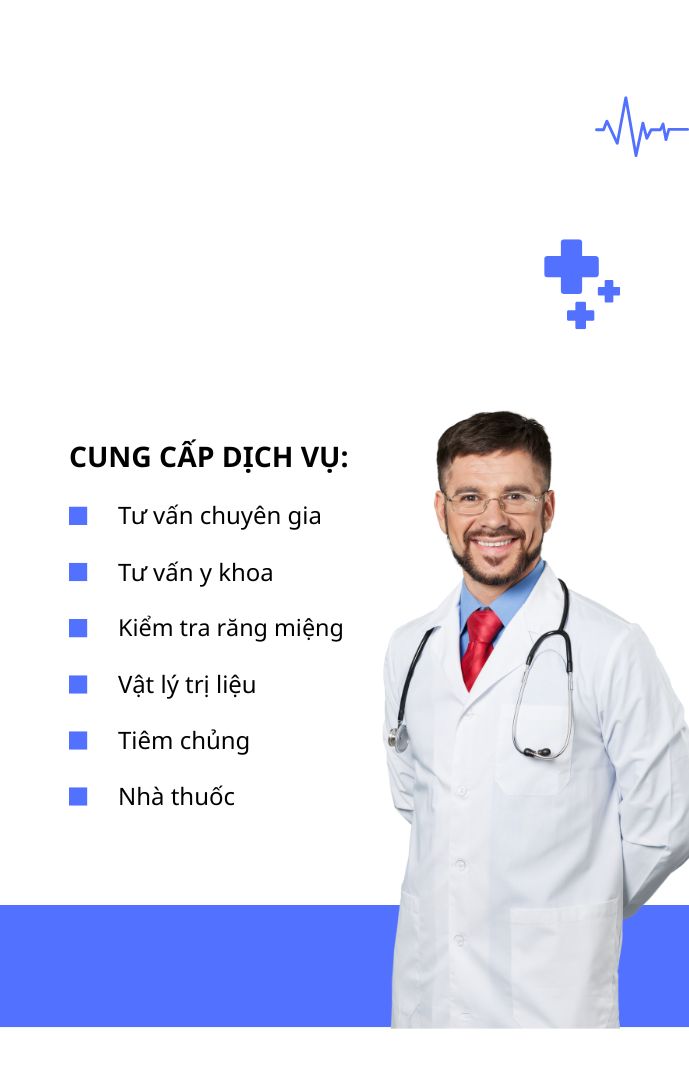 CUNG CẤP DỊCH VỤ:
Tư vấn chuyên gia
Tư vấn y khoa
Kiểm tra răng miệng
Vật lý trị liệu
Tiêm chủng
Nhà thuốc